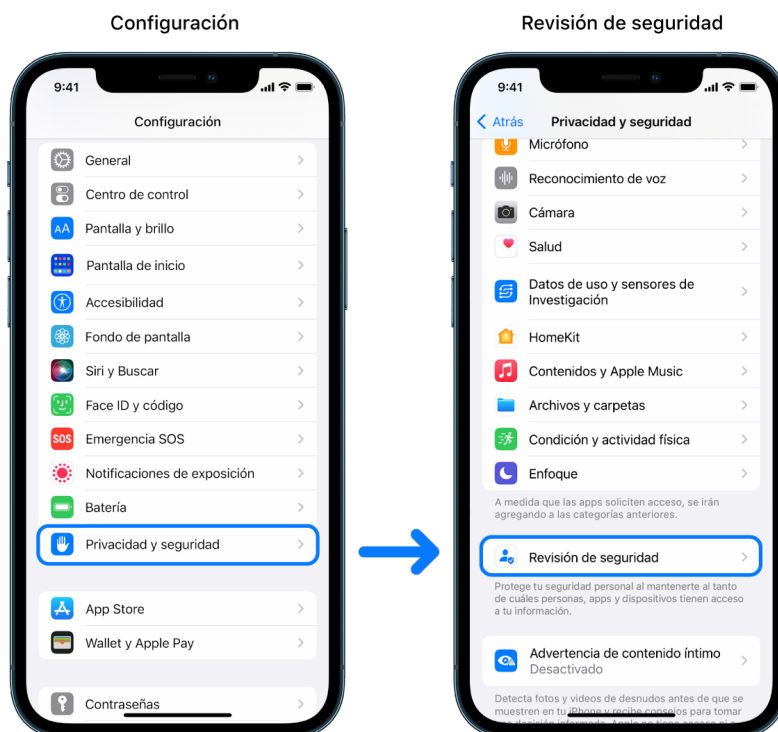 Configuración
Revisión de seguridad
9:41
Configuración
General
Centro de control
AA
Pantalla y brillo
Pantalla de inicio
Accesibilidad
Fondo de pantalla
Siri y Buscar
Face ID y código
SOS
Emergencia SOS
Notificaciones de exposición
Batería
Privacidad y seguridad
App Store
Wallet y Apple Pay
Contraseñas
9:41
Atrás
Privacidad y seguridad
Micrófono
Reconocimiento de voz
Cámara
Salud
Datos de uso y sensores de
Investigación
HomeKit
Contenidos y Apple Music
Archivos y carpetas
Condición y actividad física
Enfoque
A medida que las apps soliciten acceso, se irán
agregando a las categorías anteriores.
Revisión de seguridad
Protege tu seguridad personal al mantenerte al tanto
de cuáles personas, apps y dispositivos tienen acceso
a tu información.
Advertencia de contenido íntimo
Desactivado
Detecta fotos y videos de desnudos antes de que se
muestren en tu iPhone y recibe consejos para tomar